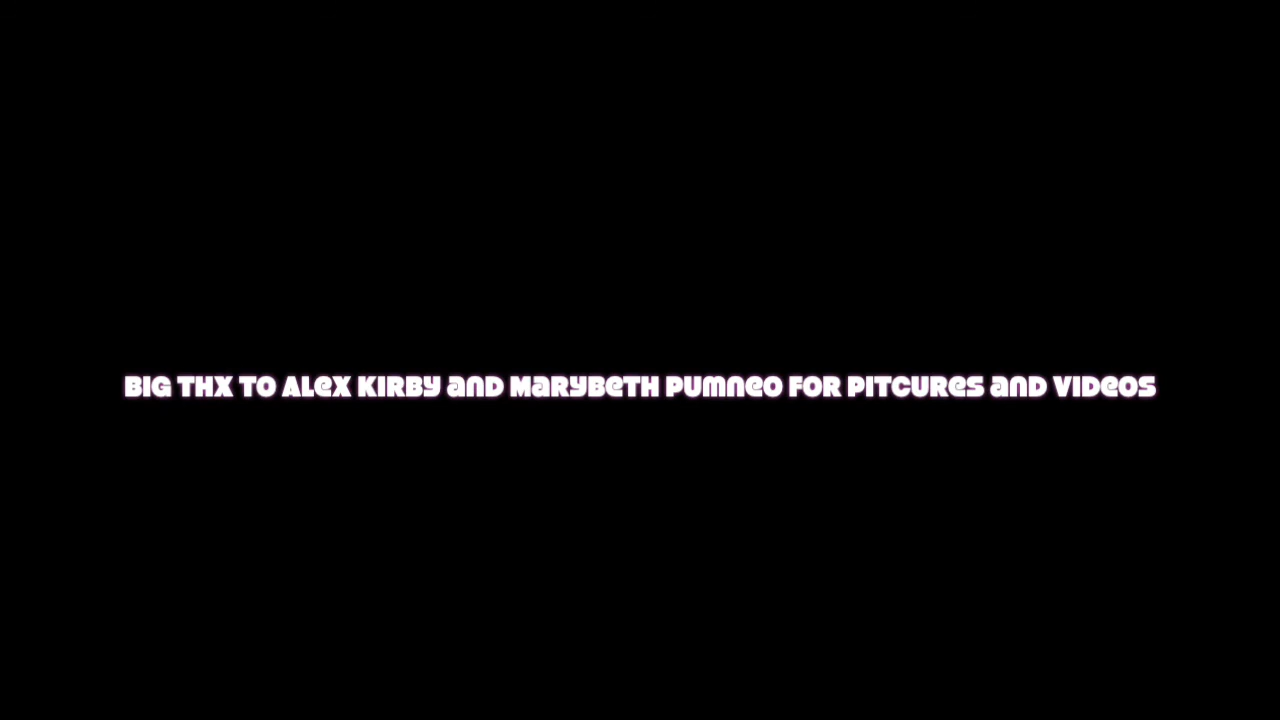 BIG THX TO Alex KIRBY and MaryBeTH PUMNeO FOR PITCURes and VIDeOS